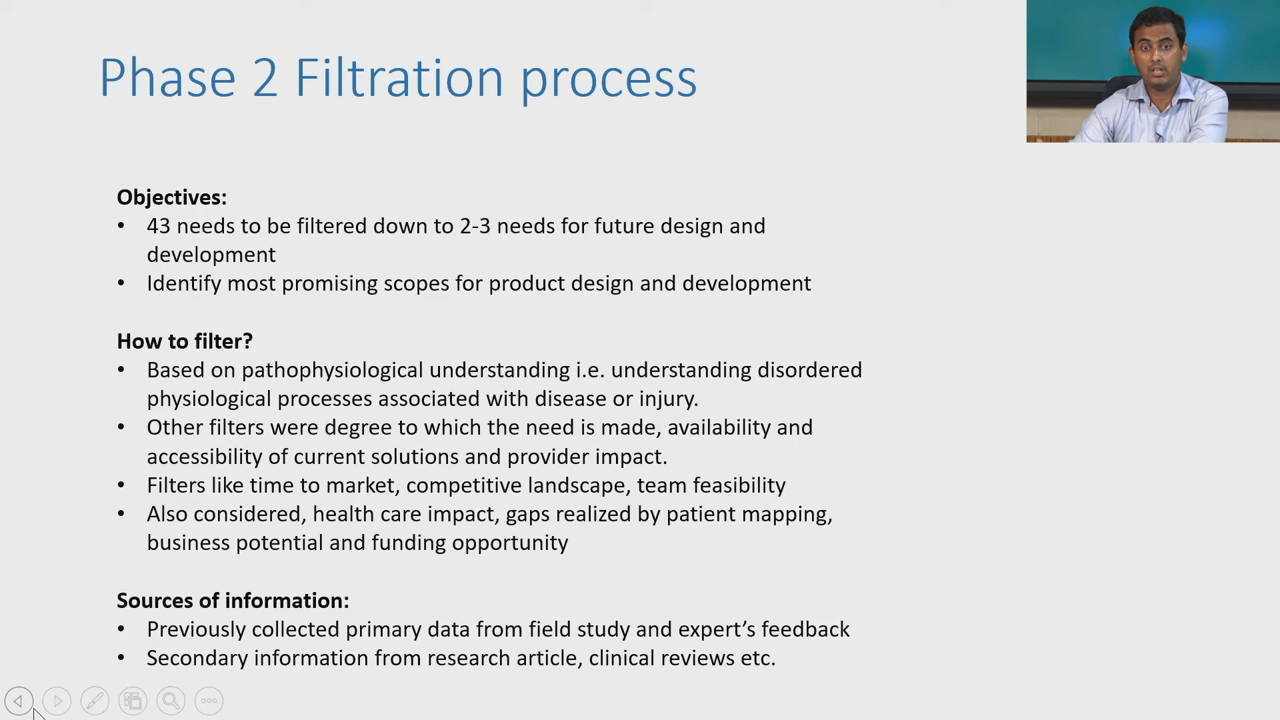 Phase 2 Filtration process
Objectives:
• 43 needs to be filtered down to 2-3 needs for future design and
development
• Identify most promising scopes for product design and development
How to filter?
• Based on pathophysiological understanding i.e. understanding disordered
physiological processes associated with disease or injury.
• Other filters were degree to which the need is made, availability and
accessibility of current solutions and provider impact.
• Filters like time to market, competitive landscape, team feasibility
• Also considered, health care impact, gaps realized by patient mapping,
business potential and funding opportunity
Sources of information:
• Previously collected primary data from field study and expert’s feedback
• Secondary information from research article, clinical reviews etc.